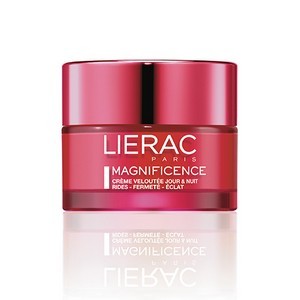 LIERAC
PARIS
MAGNIFICENCE
CRÈME VELOUTÉE JOUR & NUIT
RIDES - FERMETÉ - ÉCLAT